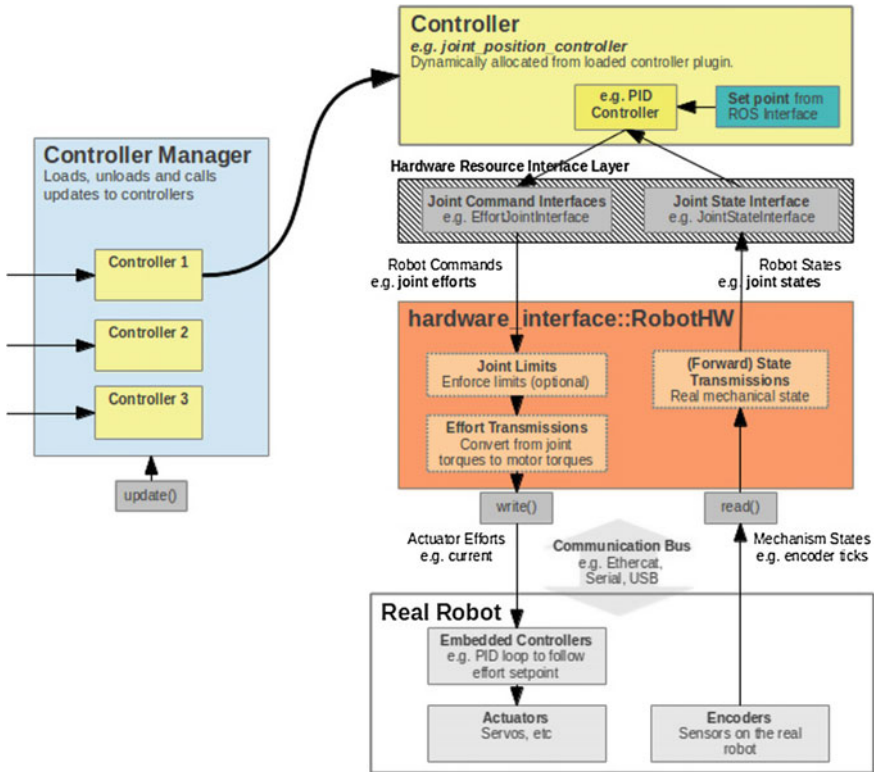 Controller
e.g. joint_position_controller
Dynamically allocated from loaded controller plugin.
e.g. PID
Controller
Set point from
ROS Interface
Controller Manager
Loads, unloads and calls
updates to controllers
Controller 1
Controller 2
Controller 3
update()
Hardware Resource Interface Layer
Joint Command Interfaces
e.g. EffortJointInterface
Joint State Interface
e.g. JointStateInterface
Robot Commands
e.g. joint efforts
Robot States
e.g. joint states
hardware_interface::RobotHW
Joint Limits
Enforce limits (optional)
Effort Transmissions
Convert from joint
torques to motor torques
(Forward) State
Transmissions
Real mechanical state
write()
read()
Actuator Efforts
e.g. current
Communication Bus
e.g. Ethercat,
Serial, USB
Mechanism States
e.g. encoder ticks
Real Robot
Embedded Controllers
e.g. PID loop to follow
effort setpoint
Actuators
Servos, etc
Encoders
Sensors on the real
robot